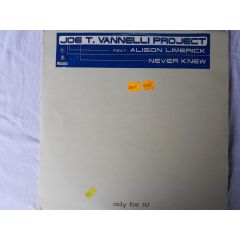 JOE T. VANNELLI PROJECT
FEAT ALISON LIMERICK
NEVER KNEW
only for DJ